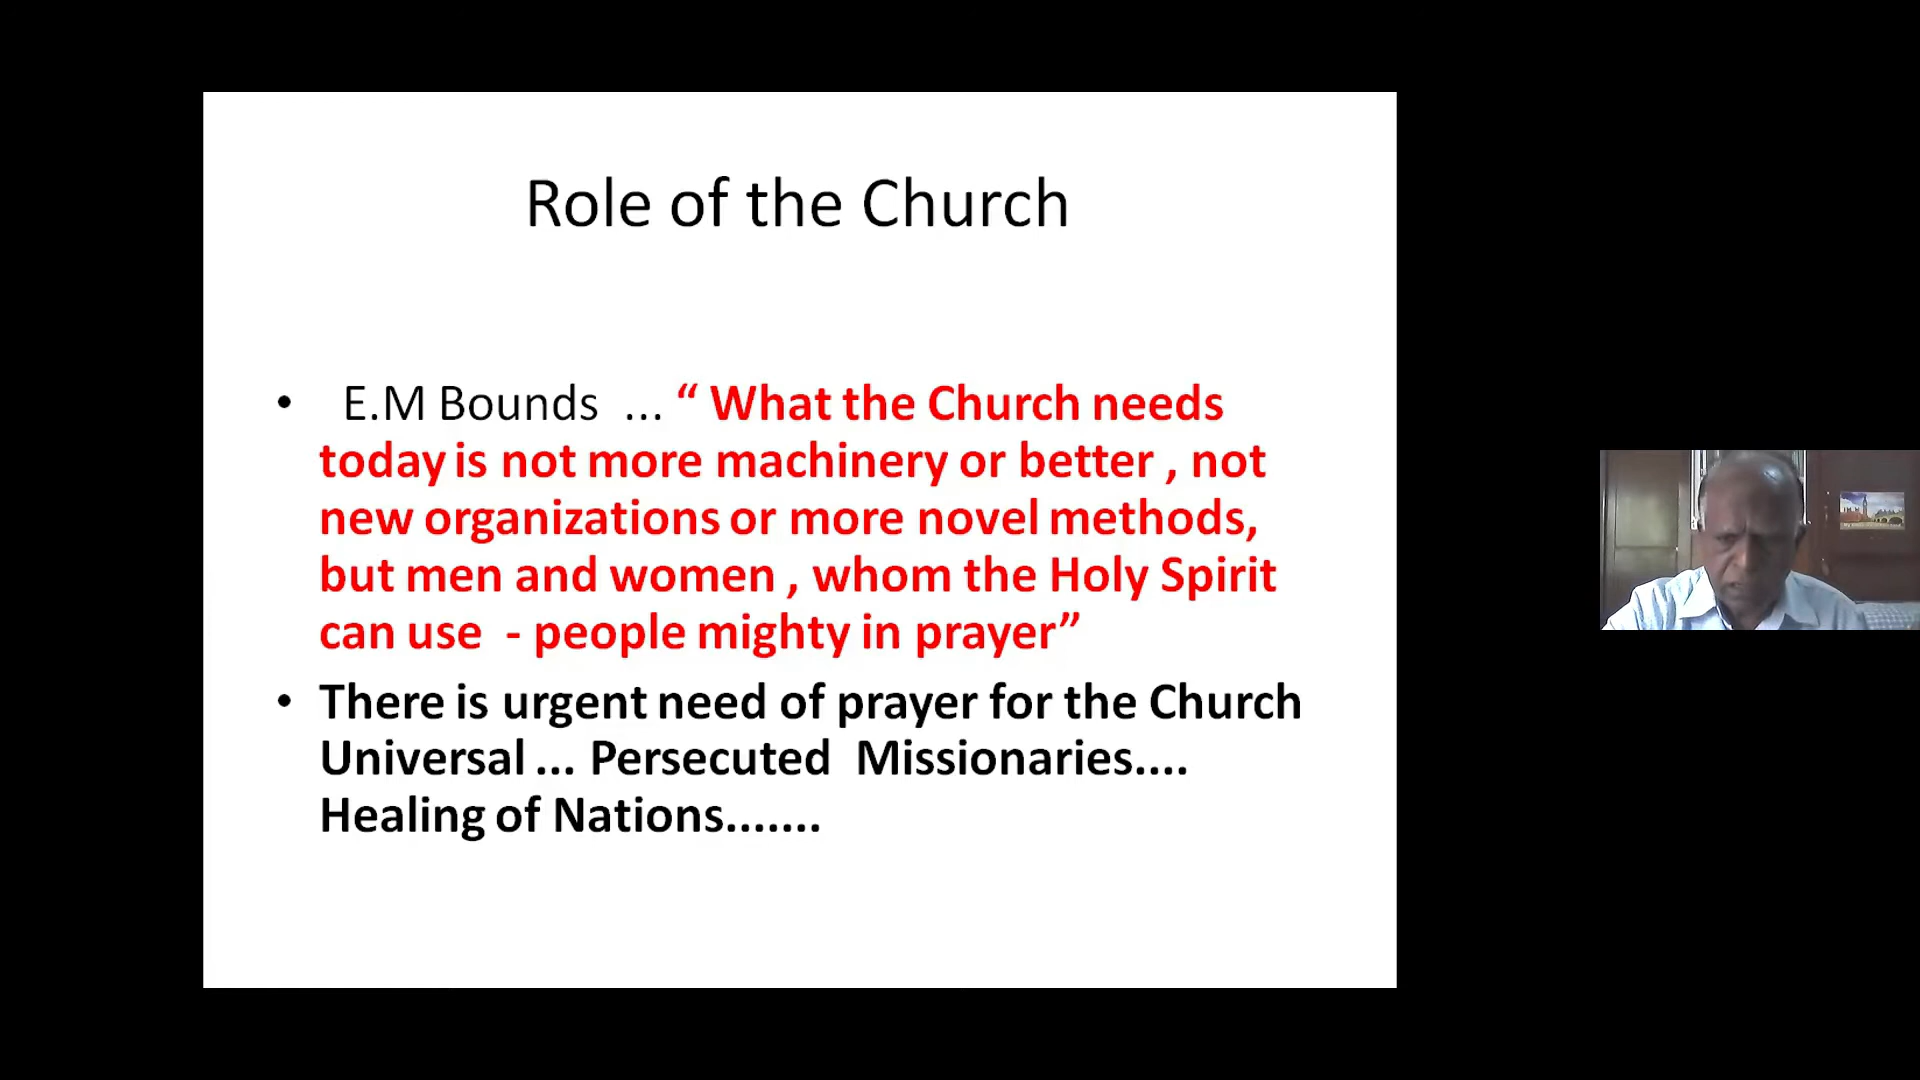 Role of the Church
• E.M Bounds ... “ What the Church needs
today is not more machinery or better , not
new organizations or more novel methods,
but men and women , whom the Holy Spirit
can use - people mighty in prayer”
• There is urgent need of prayer for the Church
Universal ... Persecuted Missionaries....
Healing of Nations.......